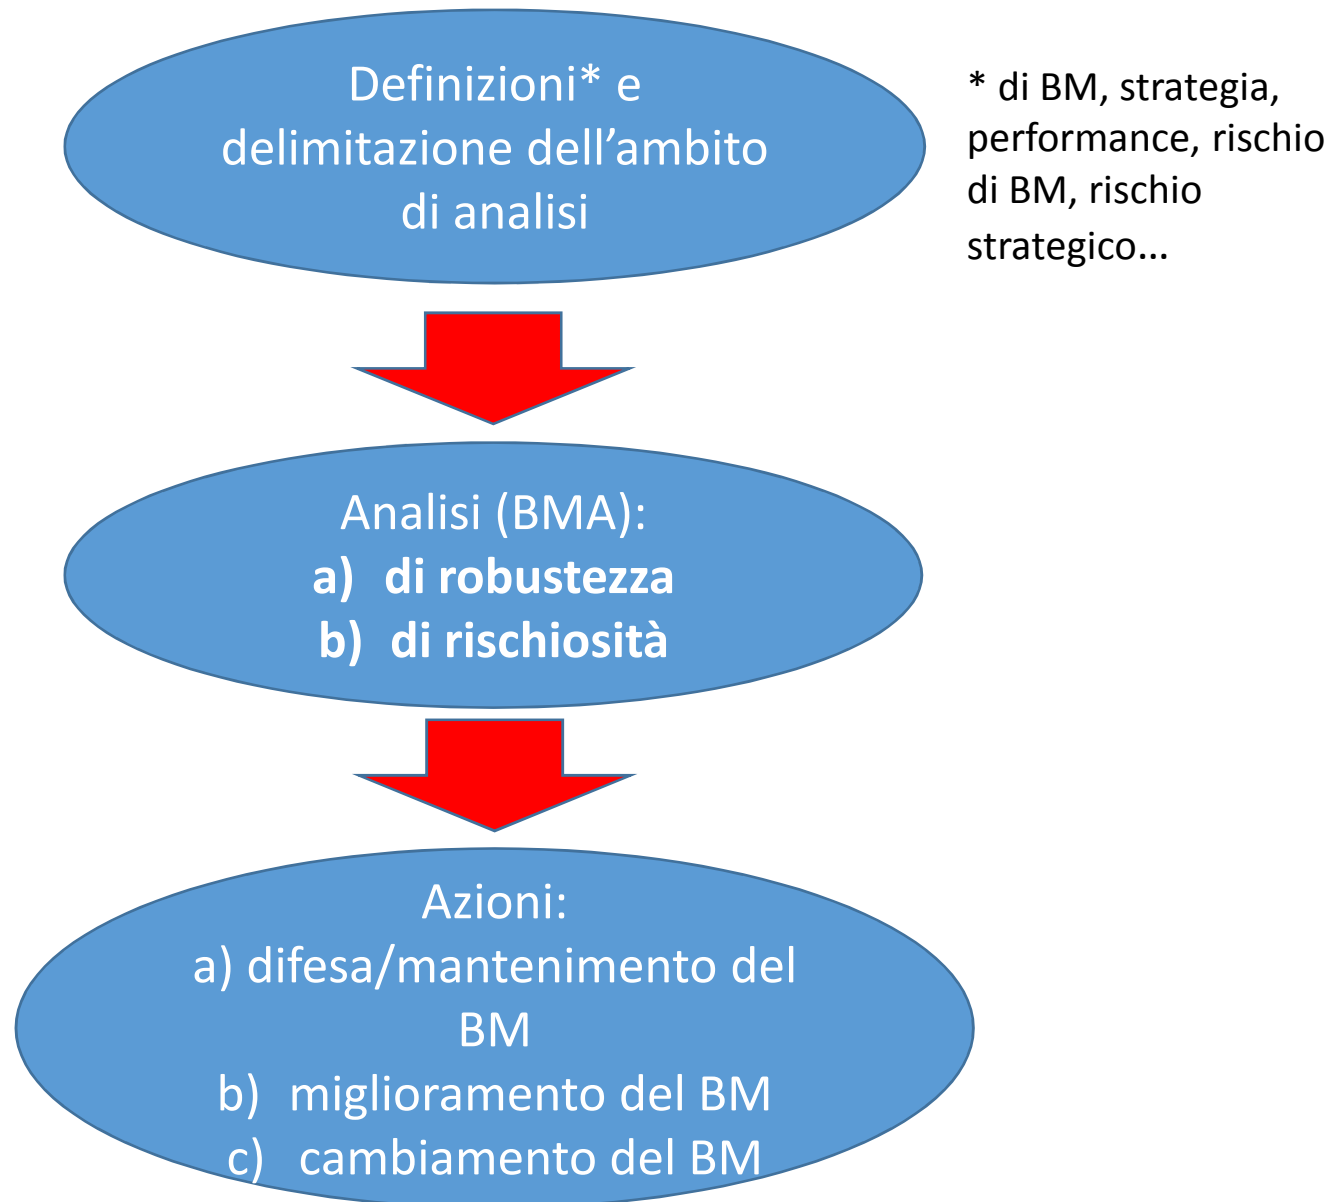 Definizioni* e
delimitazione dell’ambito
di analisi
* di BM, strategia,
performance, rischio
di BM, rischio
strategico...
Analisi (BMA):
a) di robustezza
b) di rischiosità
Azioni:
a) difesa/mantenimento del
BM
b) miglioramento del BM
c) cambiamento del BM